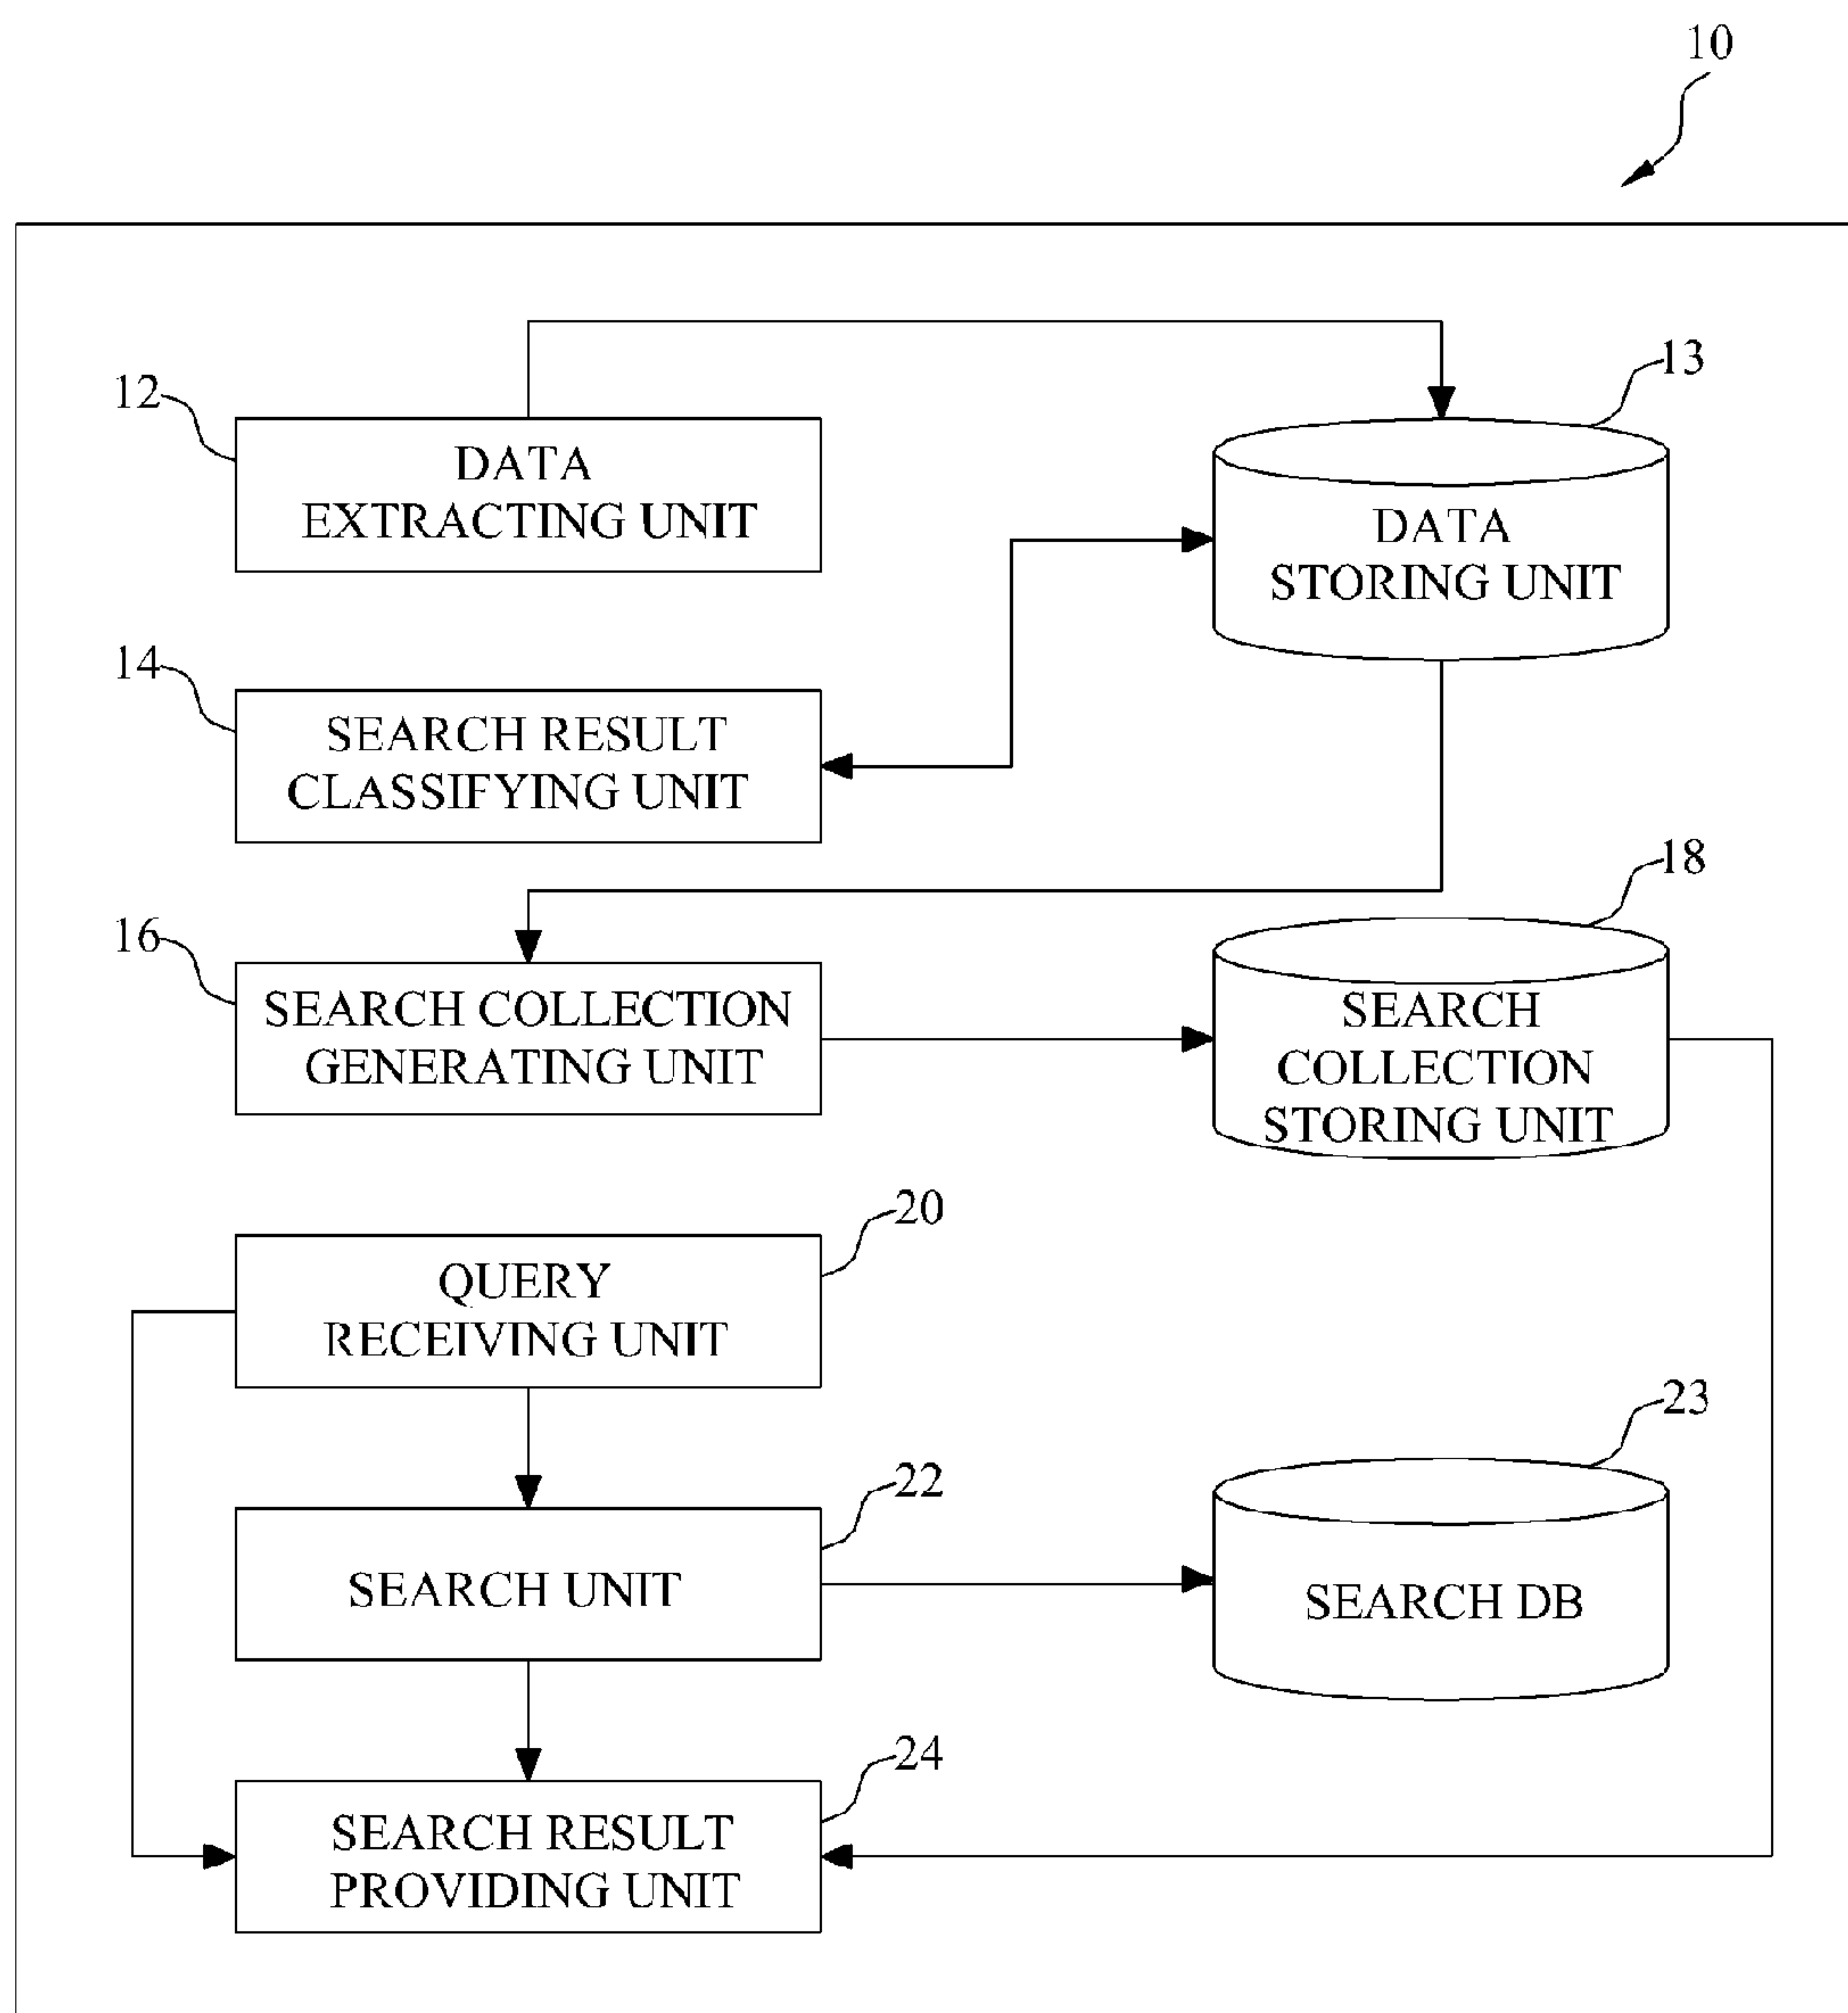 10
12
DATA
EXTRACTING UNIT
13
DATA
STORING UNIT
14
SEARCH RESULT
CLASSIFYING UNIT
16
SEARCH COLLECTION
GENERATING UNIT
18
SEARCH
COLLECTION
STORING UNIT
20
QUERY
RECEIVING UNIT
22
SEARCH UNIT
23
SEARCH DB
24
SEARCH RESULT
PROVIDING UNIT